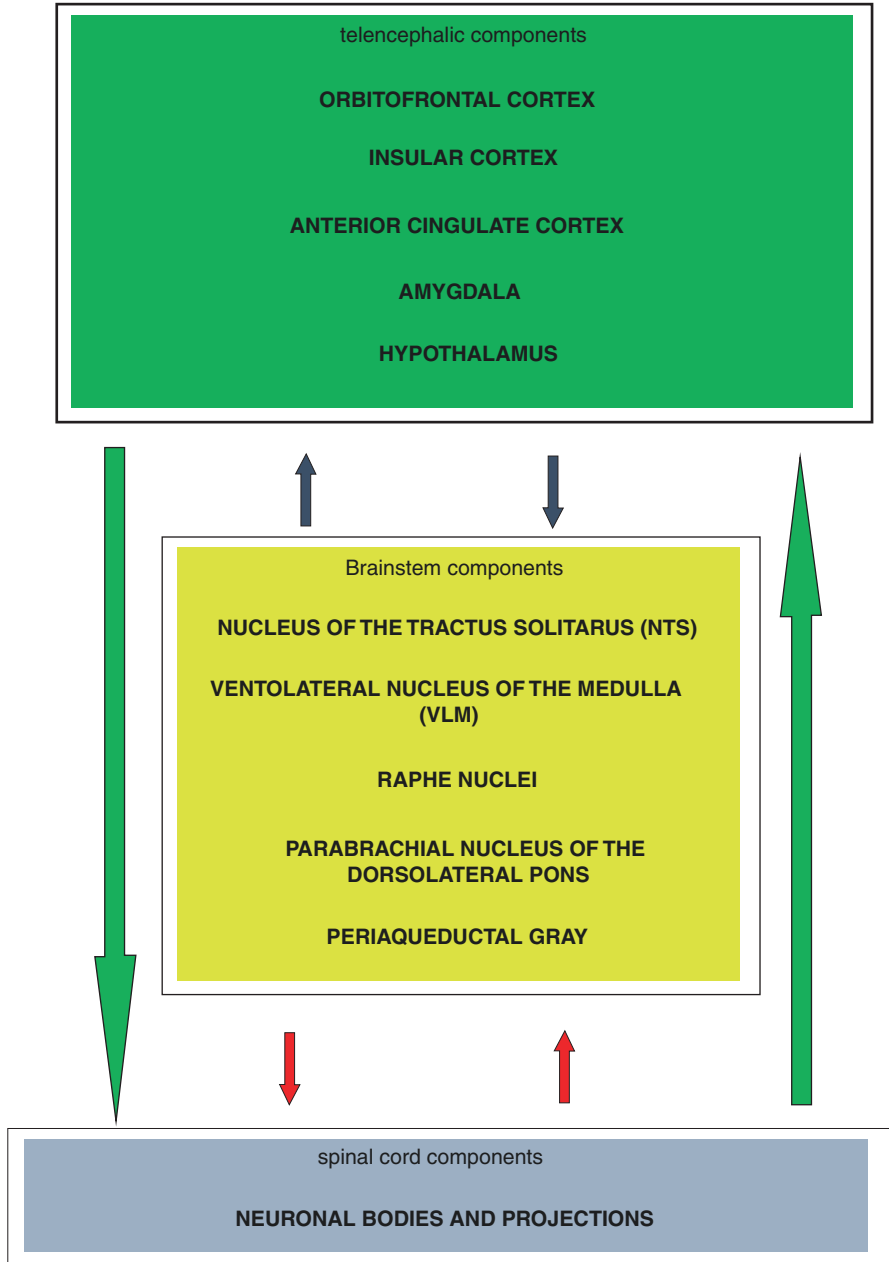 telencephalic components
ORBITOFRONTAL CORTEX
INSULAR CORTEX
ANTERIOR CINGULATE CORTEX
AMYGDALA
HYPOTHALAMUS
Brainstem components
NUCLEUS OF THE TRACTUS SOLITARUS (NTS)
VENTOLATERAL NUCLEUS OF THE MEDULLA
(VLM)
RAPHE NUCLEI
PARABRACHIAL NUCLEUS OF THE
DORSOLATERAL PONS
PERIAQUEDUCTAL GRAY
spinal cord components
NEURONAL BODIES AND PROJECTIONS